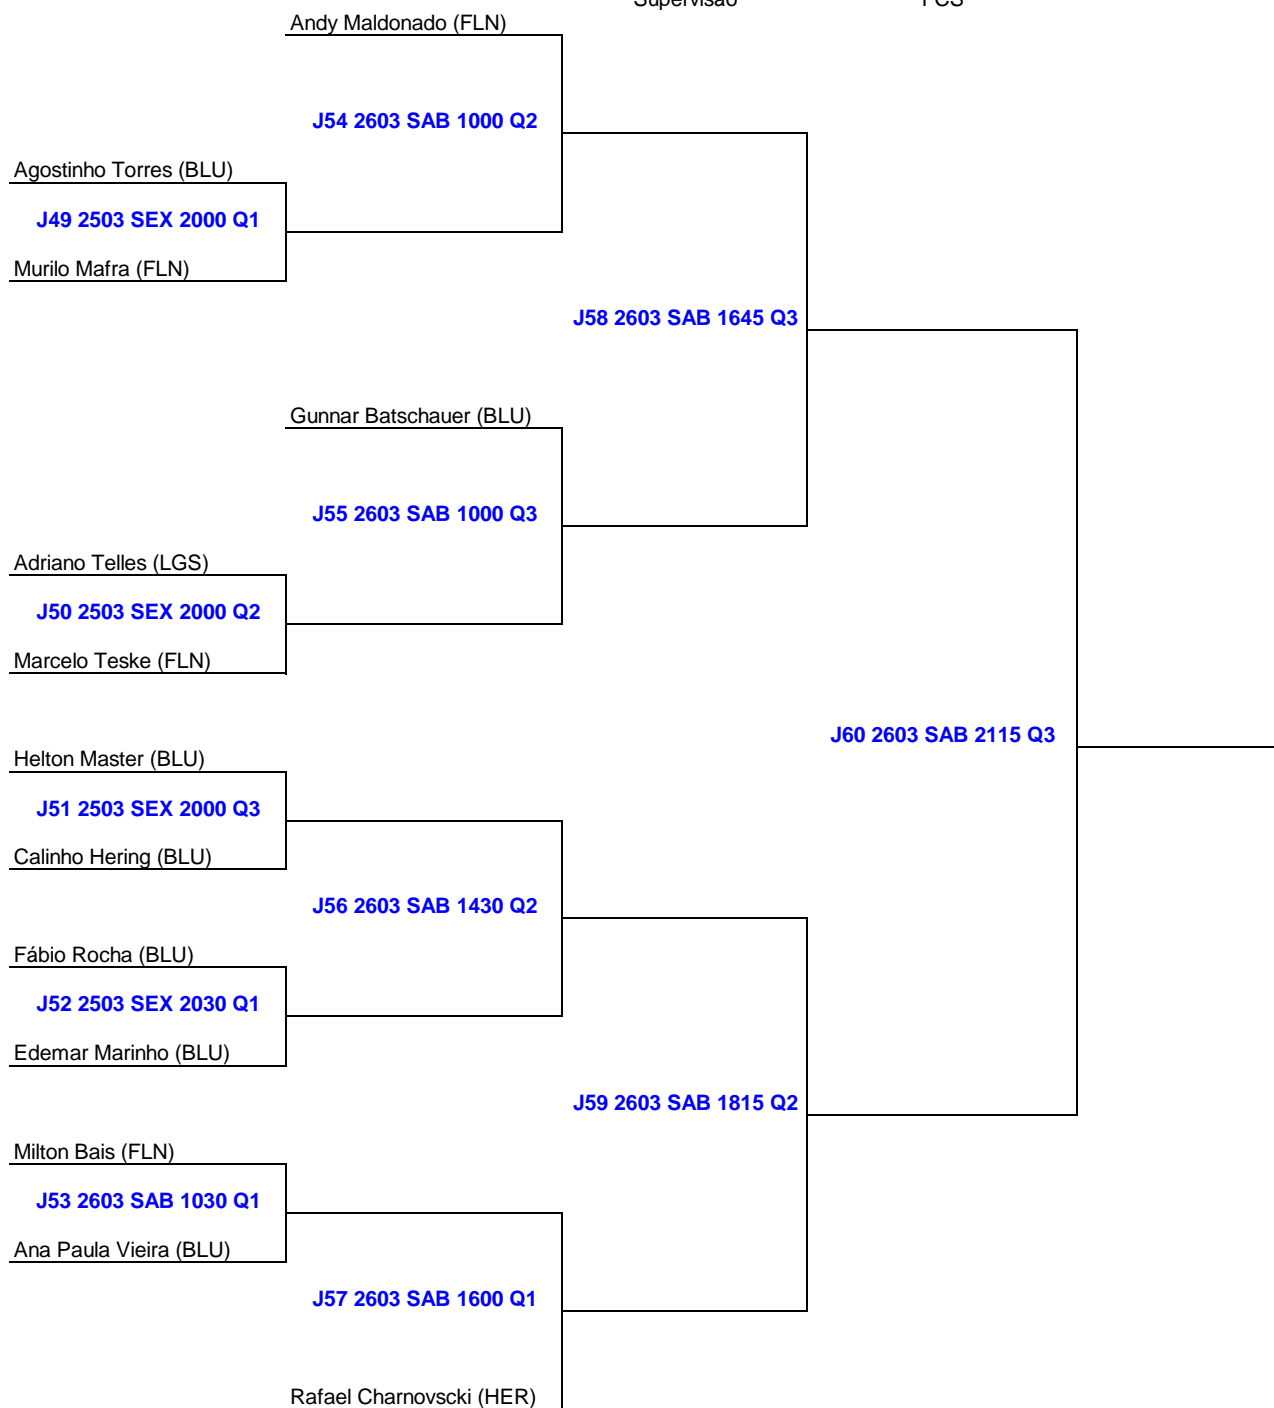 Supervisão FCS
Andy Maldonado (FLN)
J54 2603 SAB 1000 Q2
Agostinho Torres (BLU)
J49 2503 SEX 2000 Q1
Murilo Mafra (FLN)
J58 2603 SAB 1645 Q3
Gunnar Batschauer (BLU)
J55 2603 SAB 1000 Q3
Adriano Telles (LGS)
J50 2503 SEX 2000 Q2
Marcelo Teske (FLN)
J60 2603 SAB 2115 Q3
Helton Master (BLU)
J51 2503 SEX 2000 Q3
Calinho Hering (BLU)
J56 2603 SAB 1430 Q2
Fábio Rocha (BLU)
J52 2503 SEX 2030 Q1
Edemar Marinho (BLU)
J59 2603 SAB 1815 Q2
Milton Bais (FLN)
J53 2603 SAB 1030 Q1
Ana Paula Vieira (BLU)
J57 2603 SAB 1600 Q1
Rafael Charnovscki (HER)